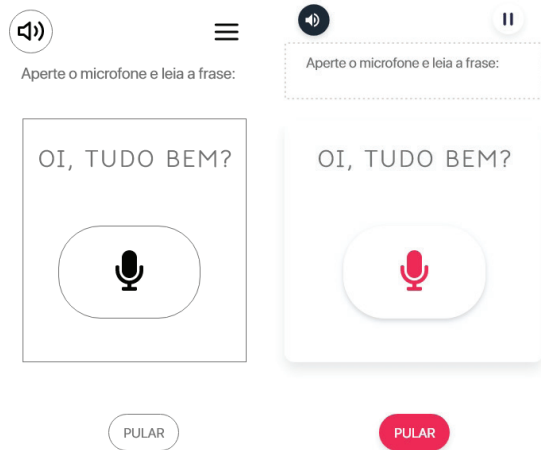 Aperte o microfone e leia a frase:
OI, TUDO BEM?
PULAR
Aperte o microfone e leia a frase:
OI, TUDO BEM?
PULAR